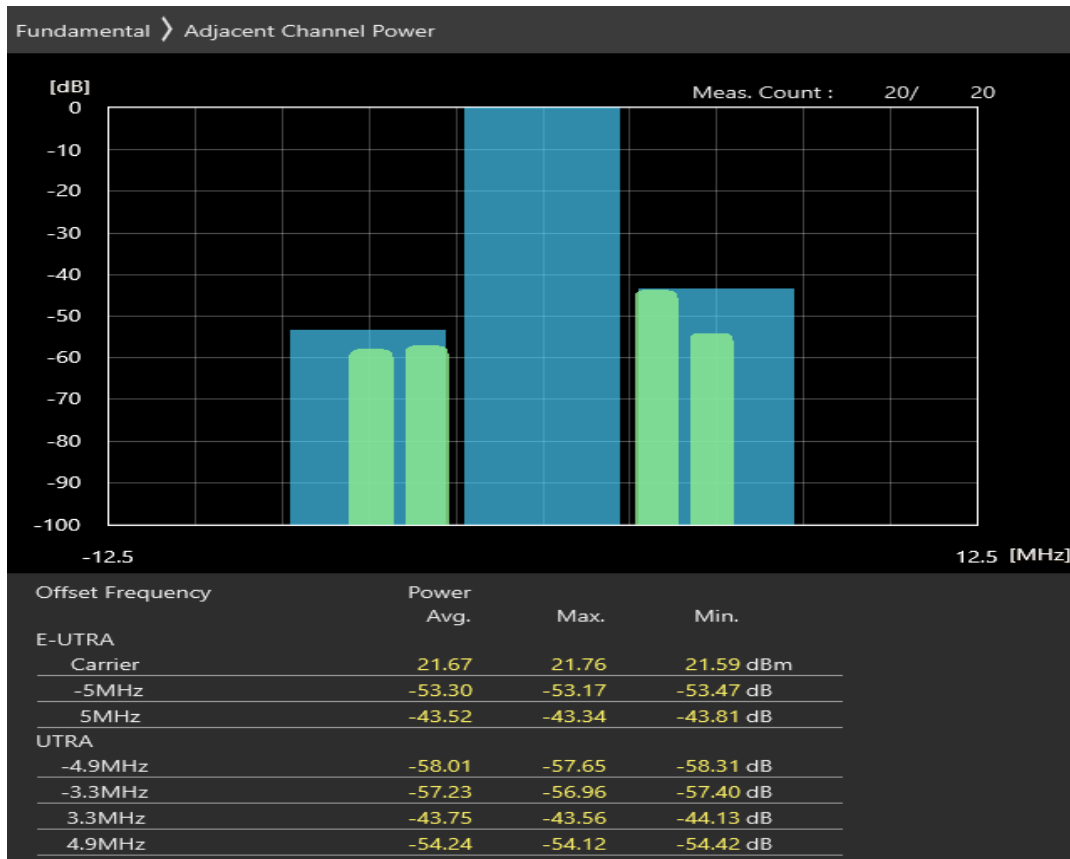 Fundamental 〉 Adjacent Channel Power
[dB]
Meas. Count : 20/ 20
0
-10
-20
-30
-40
-50
-60
-70
-80
-90
-100
-12.5 12.5 [MHz]
Offset Frequency Power
Avg. Max. Min.
E-UTRA
Carrier 21.67 21.76 21.59 dBm
-5MHz -53.30 -53.17 -53.47 dB
5MHz -43.52 -43.34 -43.81 dB
UTRA
-4.9MHz -58.01 -57.65 -58.31 dB
-3.3MHz -57.23 -56.96 -57.40 dB
3.3MHz -43.75 -43.56 -44.13 dB
4.9MHz -54.24 -54.12 -54.42 dB